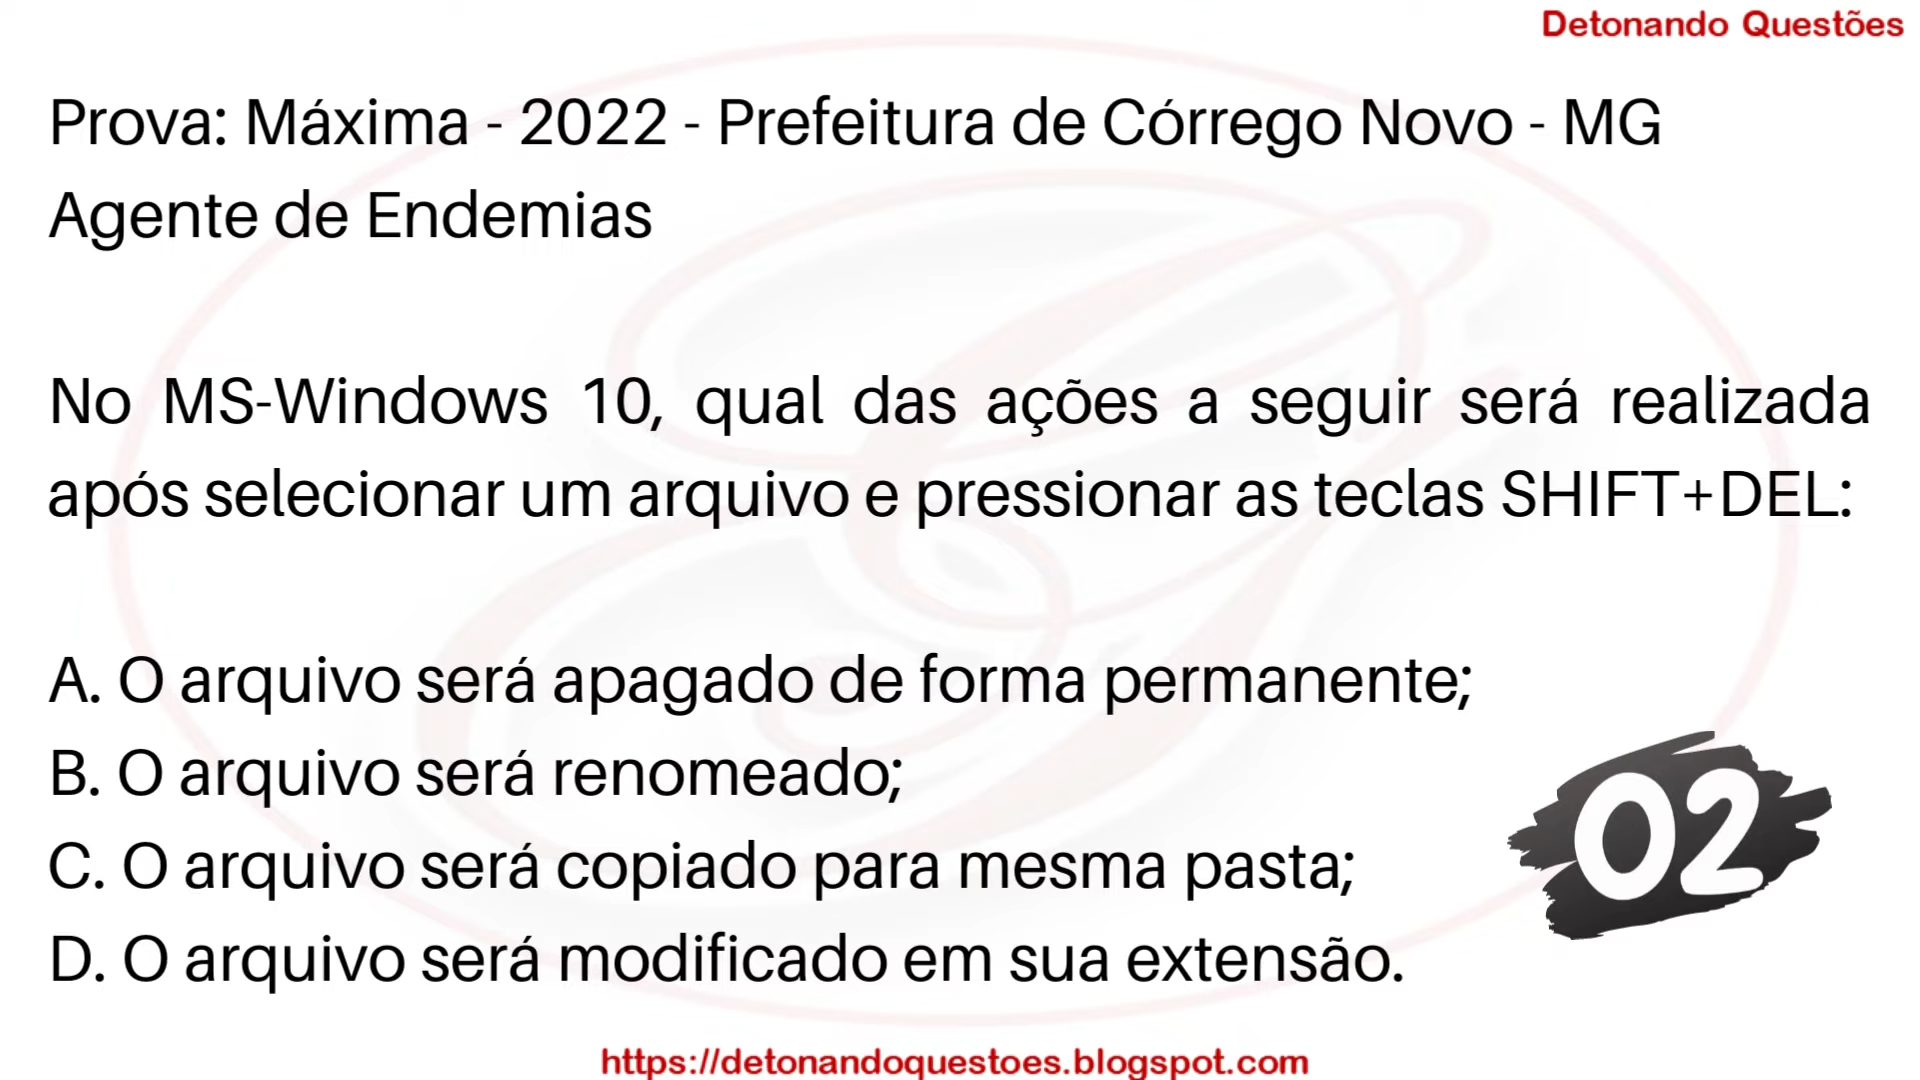 Detonando Questões
Prova: Máxima - 2022 - Prefeitura de Córrego Novo - MG
Agente de Endemias
No MS-Windows 10, qual das ações a seguir será realizada
após selecionar um arquivo e pressionar as teclas SHIFT+DEL:
A. O arquivo será apagado de forma permanente;
B. O arquivo será renomeado;
C. O arquivo será copiado para mesma pasta;
D. O arquivo será modificado em sua extensão.
02
https://detonandoquestoes.blogspot.com